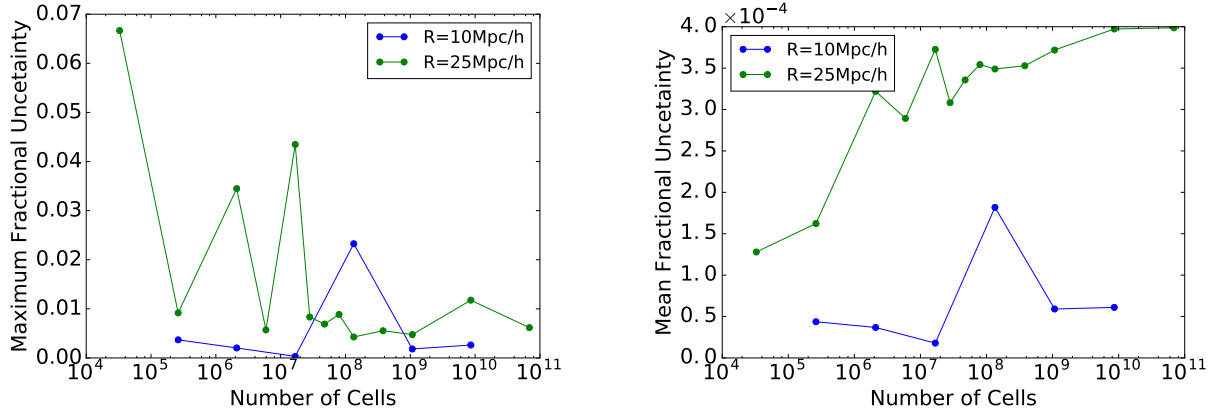 0.07
0.06
0.05
0.04
0.03
0.02
0.01
0.00
Maximum Fractional Uncetainty
R=10Mpc/h
R=25Mpc/h
10^4 10^5 10^6 10^7 10^8 10^9 10^10 10^11
Number of Cells
×10^-4
4.0
3.5
3.0
2.5
2.0
1.5
1.0
0.5
0.0
Mean Fractional Uncetainty
R=10Mpc/h
R=25Mpc/h
10^4 10^5 10^6 10^7 10^8 10^9 10^10 10^11
Number of Cells